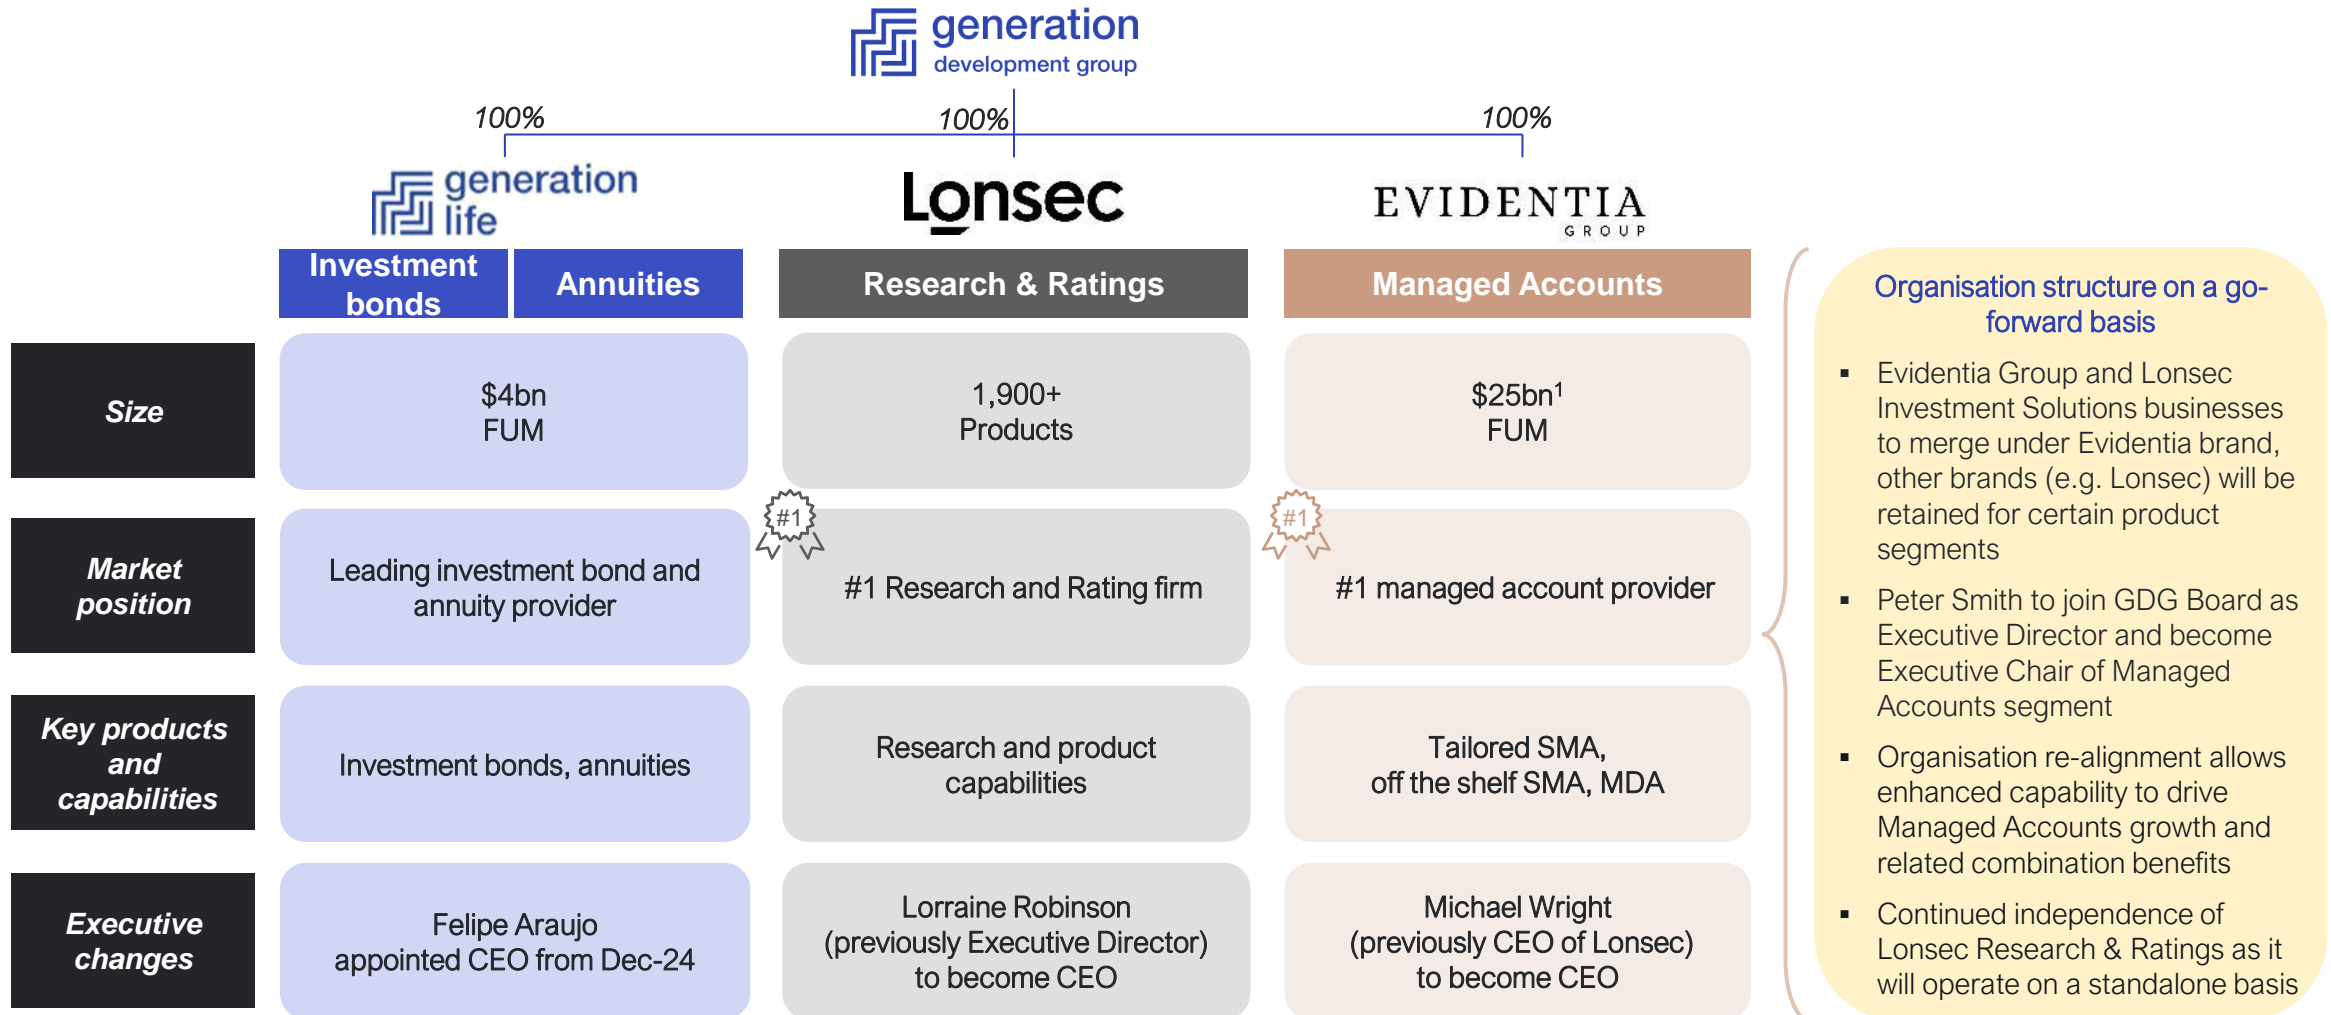 generation
development group
100%
100%
100%
generation
life
Lonsec
EVIDENTIA
GROUP
Investment
bonds
Annuities
Research & Ratings
Managed Accounts
Size
$4bn
FUM
1,900+
Products
$25bn¹
FUM
Market
position
Leading investment bond and
annuity provider
#1
#1 Research and Rating firm
#1
#1 managed account provider
Key products
and
capabilities
Investment bonds, annuities
Research and product
capabilities
Tailored SMA,
off the shelf SMA, MDA
Executive
changes
Felipe Araujo
appointed CEO from Dec-24
Lorraine Robinson
(previously Executive Director)
to become CEO
Michael Wright
(previously CEO of Lonsec)
to become CEO
Organisation structure on a go-
forward basis
▪ Evidentia Group and Lonsec
Investment Solutions businesses
to merge under Evidentia brand,
other brands (e.g. Lonsec) will be
retained for certain product
segments
▪ Peter Smith to join GDG Board as
Executive Director and become
Executive Chair of Managed
Accounts segment
▪ Organisation re-alignment allows
enhanced capability to drive
Managed Accounts growth and
related combination benefits
▪ Continued independence of
Lonsec Research & Ratings as it
will operate on a standalone basis